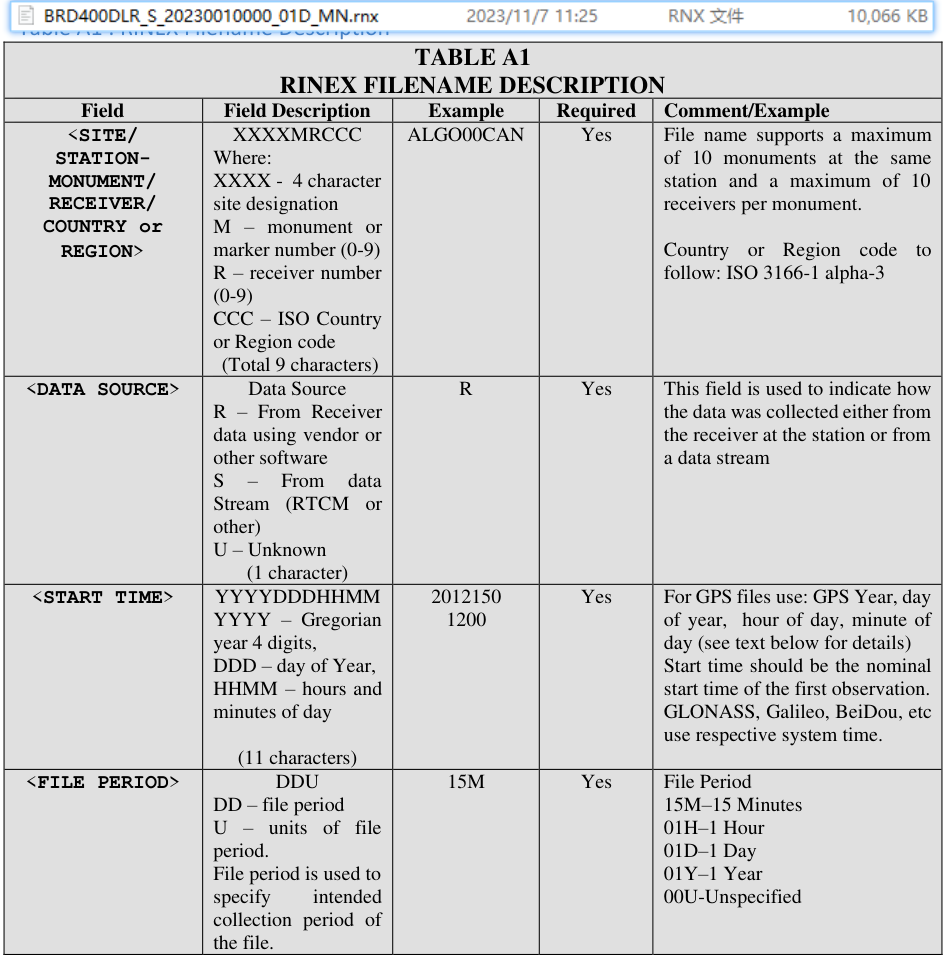 BRD400DLR_S_20230010000_01D_MN.rnx 2023/11/7 11:25 RNX 文件 10,066 KB
Table A1 : RINEX Filename Description
TABLE A1
RINEX FILENAME DESCRIPTION
Field Field Description Example Required Comment/Example
<SITE/
STATION-
MONUMENT/
RECEIVER/
COUNTRY or
REGION>
XXXXMRCCC
Where:
XXXX - 4 character
site designation
M – monument or
marker number (0-9)
R – receiver number
(0-9)
CCC – ISO Country
or Region code
(Total 9 characters)
ALGO00CAN
Yes
File name supports a maximum
of 10 monuments at the same
station and a maximum of 10
receivers per monument.
Country or Region code to
follow: ISO 3166-1 alpha-3
<DATA SOURCE>
Data Source
R – From Receiver
data using vendor or
other software
S – From data
Stream (RTCM or
other)
U – Unknown
(1 character)
R
Yes
This field is used to indicate how
the data was collected either from
the receiver at the station or from
a data stream
<START TIME>
YYYYDDDHHMM
YYYY – Gregorian
year 4 digits,
DDD – day of Year,
HHMM – hours and
minutes of day
(11 characters)
2012150
1200
Yes
For GPS files use: GPS Year, day
of year, hour of day, minute of
day (see text below for details)
Start time should be the nominal
start time of the first observation.
GLONASS, Galileo, BeiDou, etc
use respective system time.
<FILE PERIOD>
DDU
DD – file period
U – units of file
period.
File period is used to
specify intended
collection period of
the file.
15M
Yes
File Period
15M–15 Minutes
01H–1 Hour
01D–1 Day
01Y–1 Year
00U-Unspecified